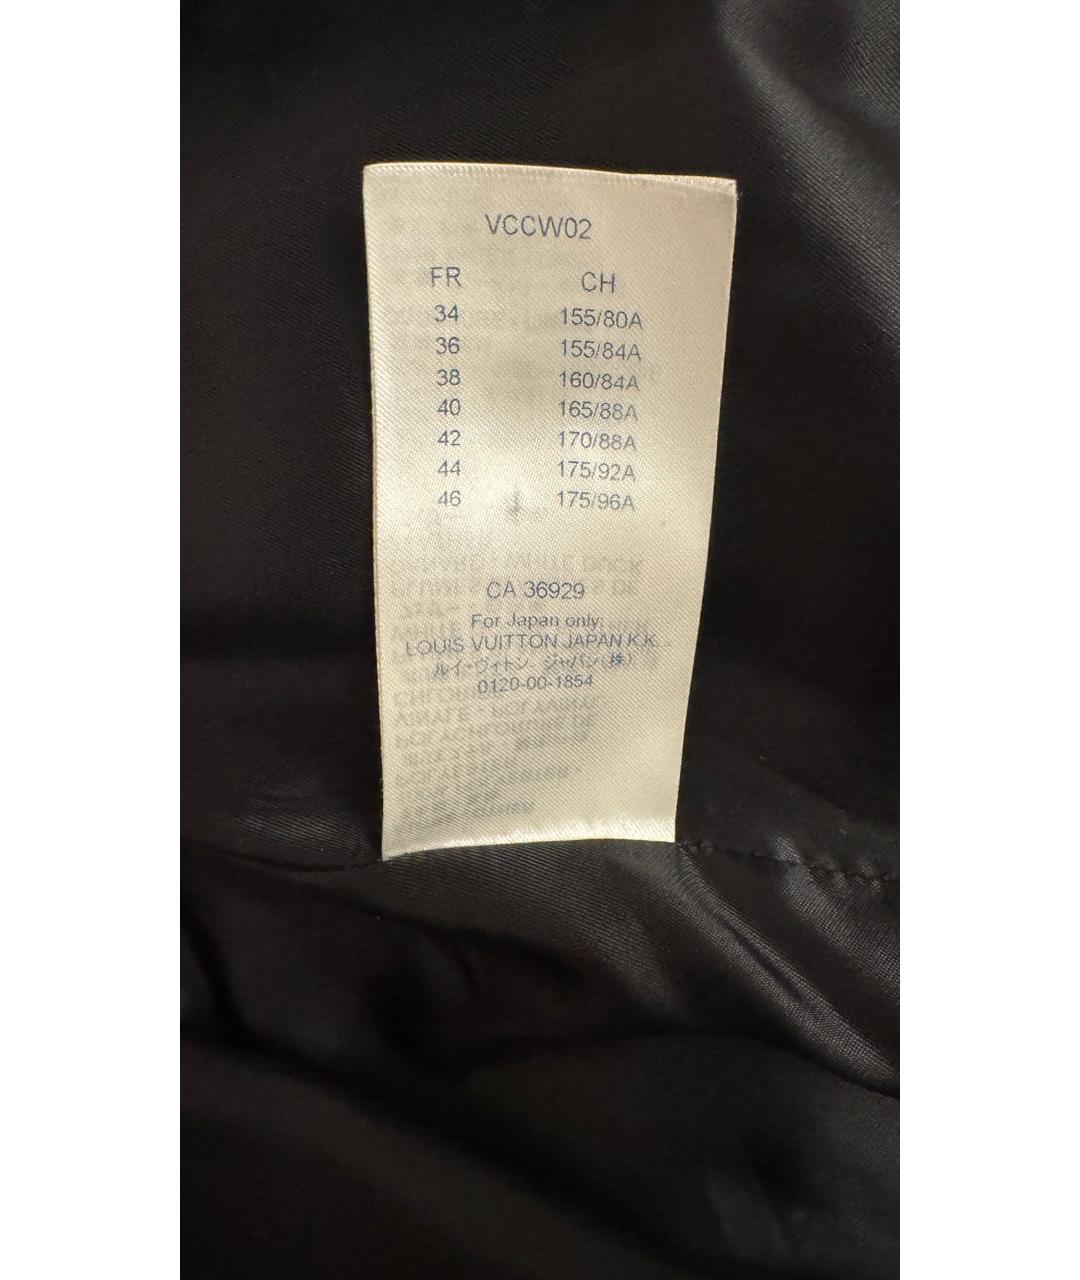 VCCW02
FR CH
34 155/80A
36 155/84A
38 160/84A
40 165/88A
42 170/88A
44 175/92A
46 175/96A
CA 36929
For Japan only:
LOUIS VUITTON JAPAN K.K.
ルイ・ヴィトン ジャパン(株)
0120-00-1854